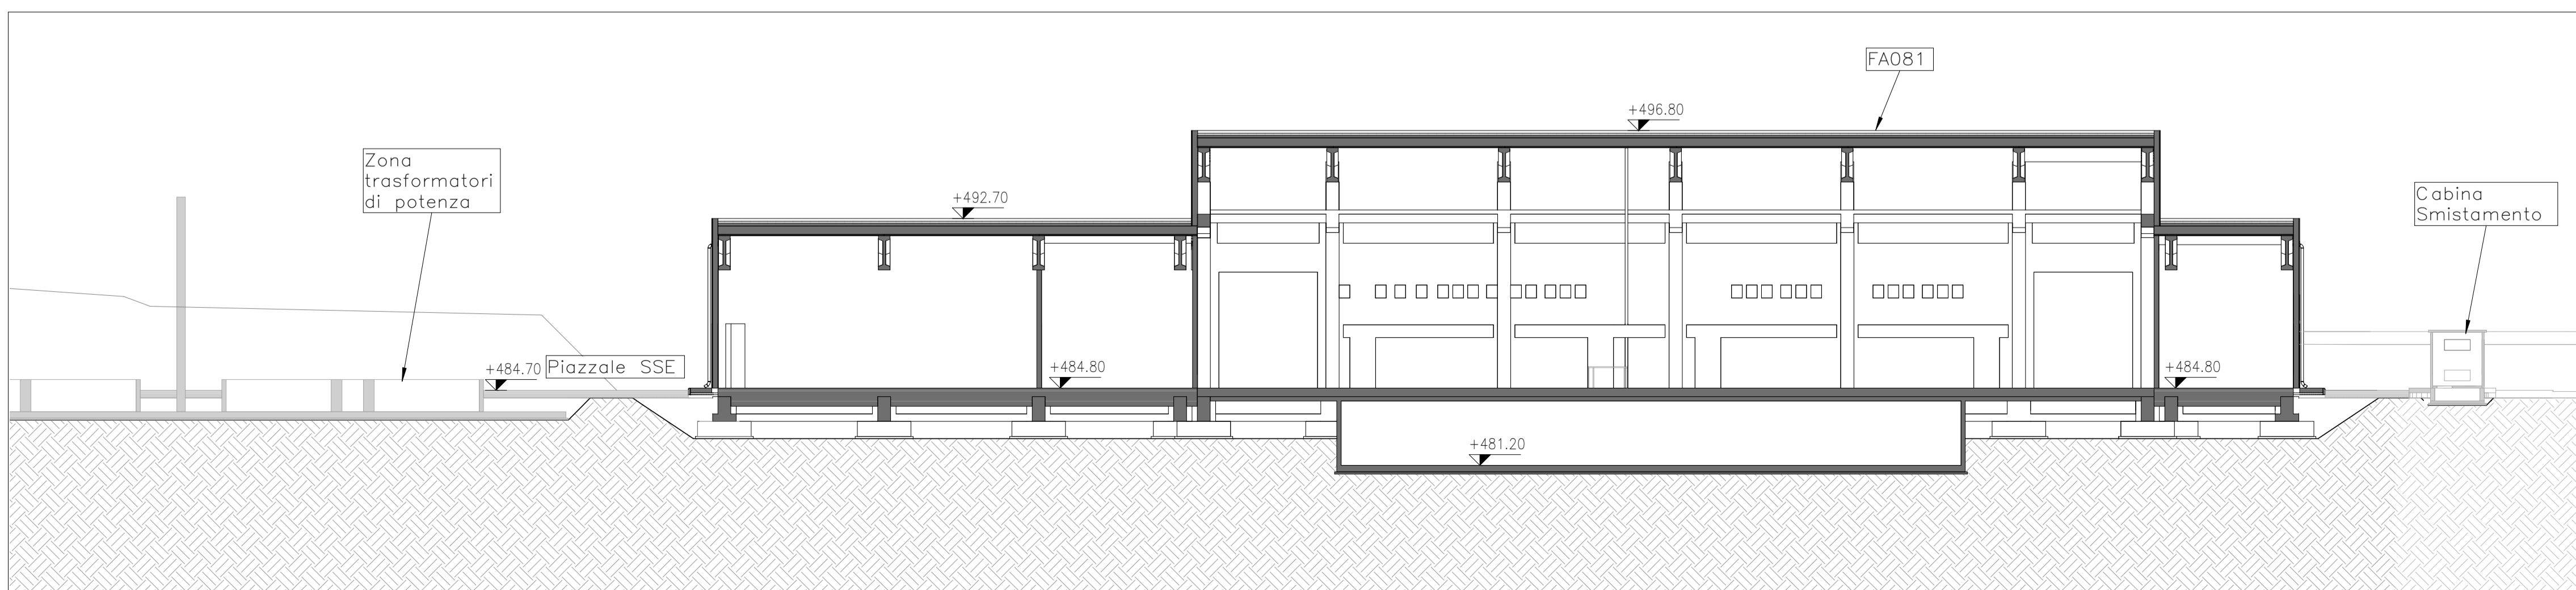 FA081
+496.80
Zona
trasformatori
di potenza
+492.70
Cabina
Smistamento
+484.70
Piazzale SSE
+484.80
+484.80
+481.20